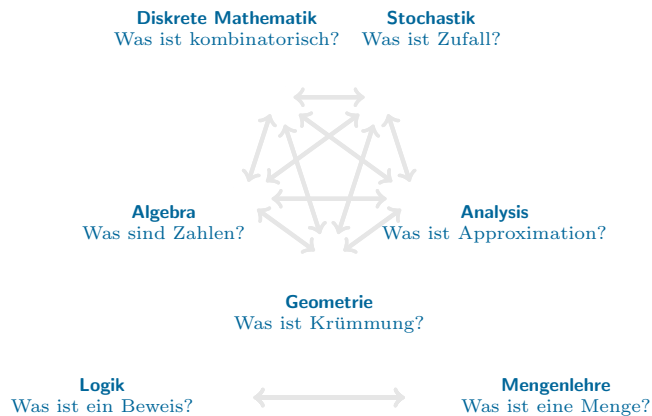 Diskrete Mathematik
Was ist kombinatorisch?
Stochastik
Was ist Zufall?
Algebra
Was sind Zahlen?
Analysis
Was ist Approximation?
Geometrie
Was ist Krümmung?
Logik
Was ist ein Beweis?
Mengenlehre
Was ist eine Menge?